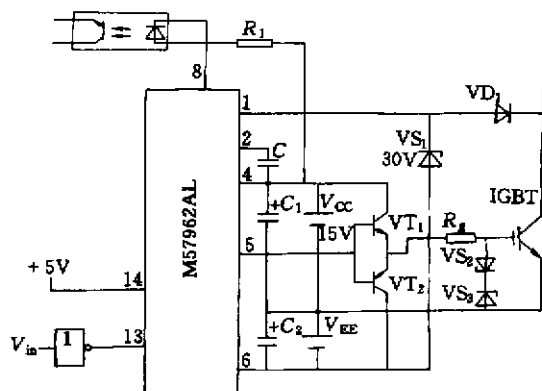 R1
8
1
VD1
VS1
30V
2
C
4
+C1
VCC
15V
VT1
Rg
IGBT
M57962AL
5
VS2
VS3
VT2
+5V
14
Vin
1
13
+C2
VEE
6